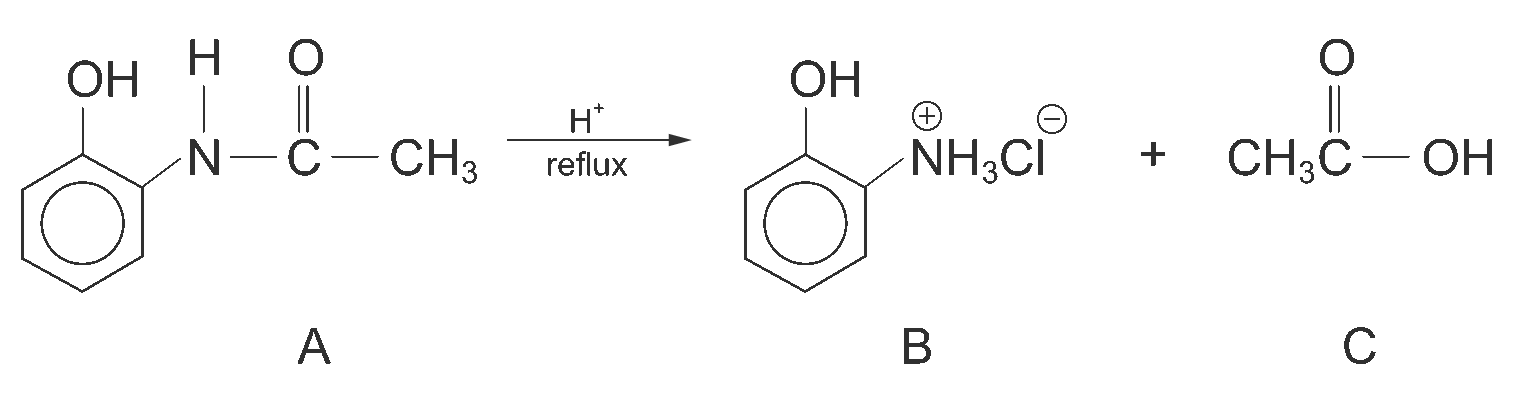 OH H O
N C CH₃
H⁺
reflux
OH ⊕ ⊖
NH₃Cl
+
O
CH₃C OH
A B C